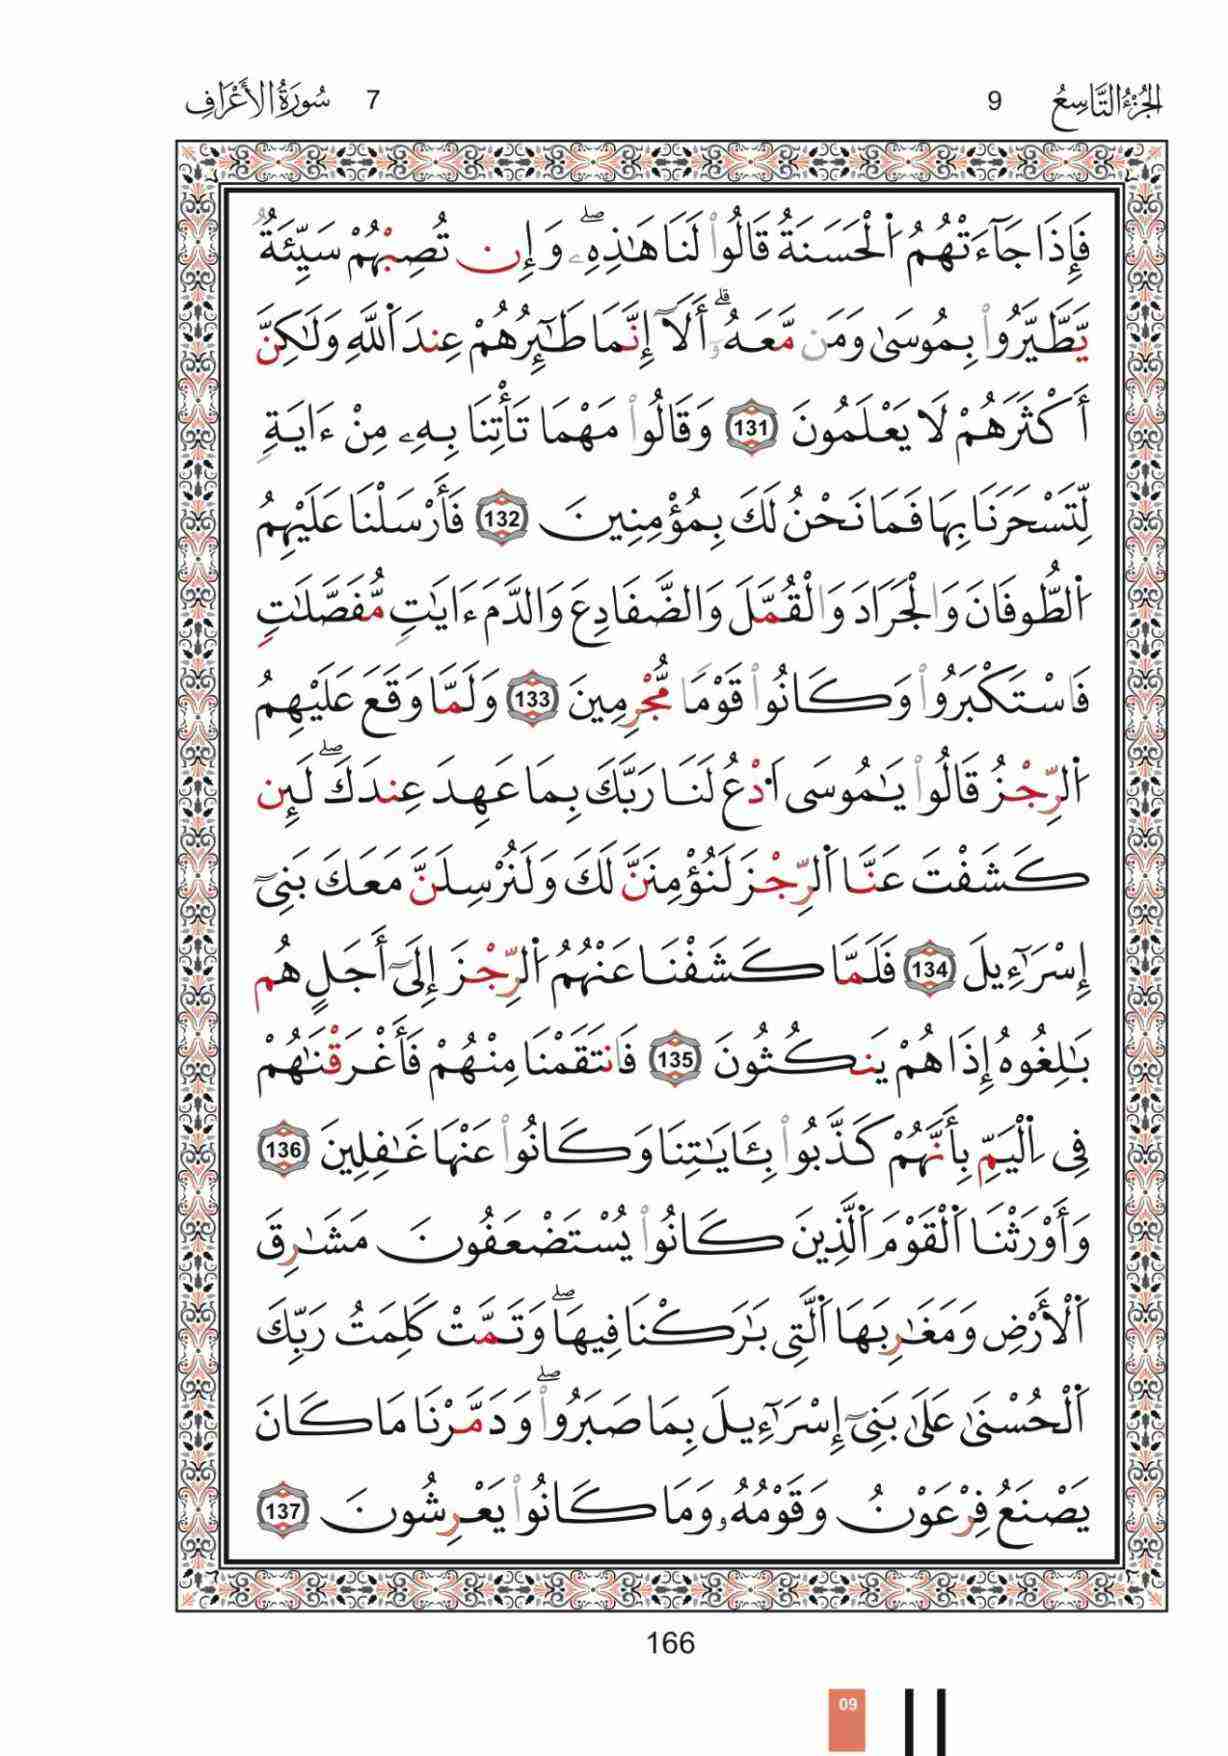 الجُزْءُ التَّاسِعُ 9 7 سُورَةُ الأَعْرَافِ
فَإِذَا جَآءَتْهُمُ ٱلْحَسَنَةُ قَالُوا۟ لَنَا هَٰذِهِۦ ۖ وَإِن تُصِبْهُمْ سَيِّئَةٌ
يَطَّيَّرُوا۟ بِمُوسَىٰ وَمَن مَّعَهُۥٓ ۗ أَلَآ إِنَّمَا طَٰٓئِرُهُمْ عِندَ ٱللَّهِ وَلَٰكِنَّ
أَكْثَرَهُمْ لَا يَعْلَمُونَ 131 وَقَالُوا۟ مَهْمَا تَأْتِنَا بِهِۦ مِنْ ءَايَةٍ
لِّتَسْحَرَنَا بِهَا فَمَا نَحْنُ لَكَ بِمُؤْمِنِينَ 132 فَأَرْسَلْنَا عَلَيْهِمُ
ٱلطُّوفَانَ وَٱلْجَرَادَ وَٱلْقُمَّلَ وَٱلضَّفَادِعَ وَٱلدَّمَ ءَايَٰتٍ مُّفَصَّلَٰتٍ
فَٱسْتَكْبَرُوا۟ وَكَانُوا۟ قَوْمًا مُّجْرِمِينَ 133 وَلَمَّا وَقَعَ عَلَيْهِمُ
ٱلرِّجْزُ قَالُوا۟ يَٰمُوسَى ٱدْعُ لَنَا رَبَّكَ بِمَا عَهِدَ عِندَكَ ۖ لَئِن
كَشَفْتَ عَنَّا ٱلرِّجْزَ لَنُؤْمِنَنَّ لَكَ وَلَنُرْسِلَنَّ مَعَكَ بَنِىٓ
إِسْرَٰٓءِيلَ 134 فَلَمَّا كَشَفْنَا عَنْهُمُ ٱلرِّجْزَ إِلَىٰٓ أَجَلٍ هُم
بَٰلِغُوهُ إِذَا هُمْ يَنكُثُونَ 135 فَٱنتَقَمْنَا مِنْهُمْ فَأَغْرَقْنَٰهُمْ
فِى ٱلْيَمِّ بِأَنَّهُمْ كَذَّبُوا۟ بِـَٔايَٰتِنَا وَكَانُوا۟ عَنْهَا غَٰفِلِينَ 136
وَأَوْرَثْنَا ٱلْقَوْمَ ٱلَّذِينَ كَانُوا۟ يُسْتَضْعَفُونَ مَشَٰرِقَ
ٱلْأَرْضِ وَمَغَٰرِبَهَا ٱلَّتِى بَٰرَكْنَا فِيهَا ۖ وَتَمَّتْ كَلِمَتُ رَبِّكَ
ٱلْحُسْنَىٰ عَلَىٰ بَنِىٓ إِسْرَٰٓءِيلَ بِمَا صَبَرُوا۟ ۖ وَدَمَّرْنَا مَا كَانَ
يَصْنَعُ فِرْعَوْنُ وَقَوْمُهُۥ وَمَا كَانُوا۟ يَعْرِشُونَ 137
166
09